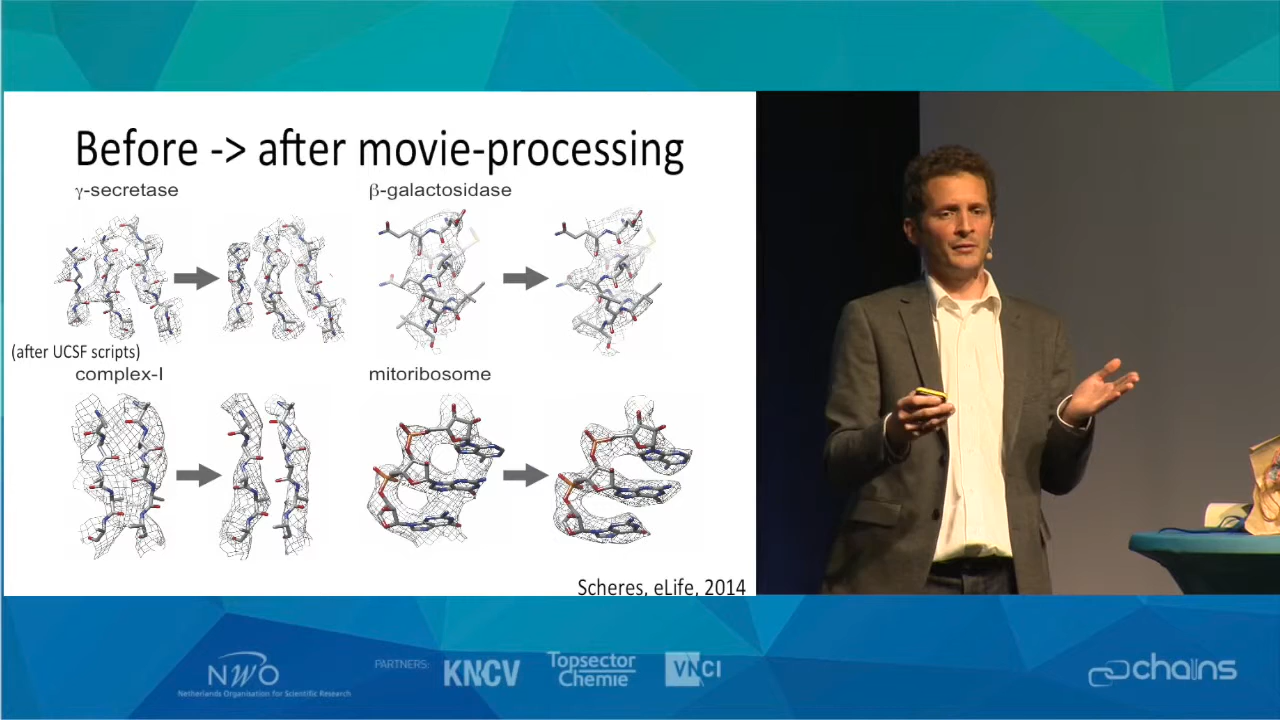 Before -> after movie-processing
γ-secretase
β-galactosidase
(after UCSF scripts)
complex-I
mitoribosome
Scheres, eLife, 2014
NWO
Netherlands Organisation for Scientific Research
PARTNERS:
KNCV
Topsector
Chemie
VNCI
chains